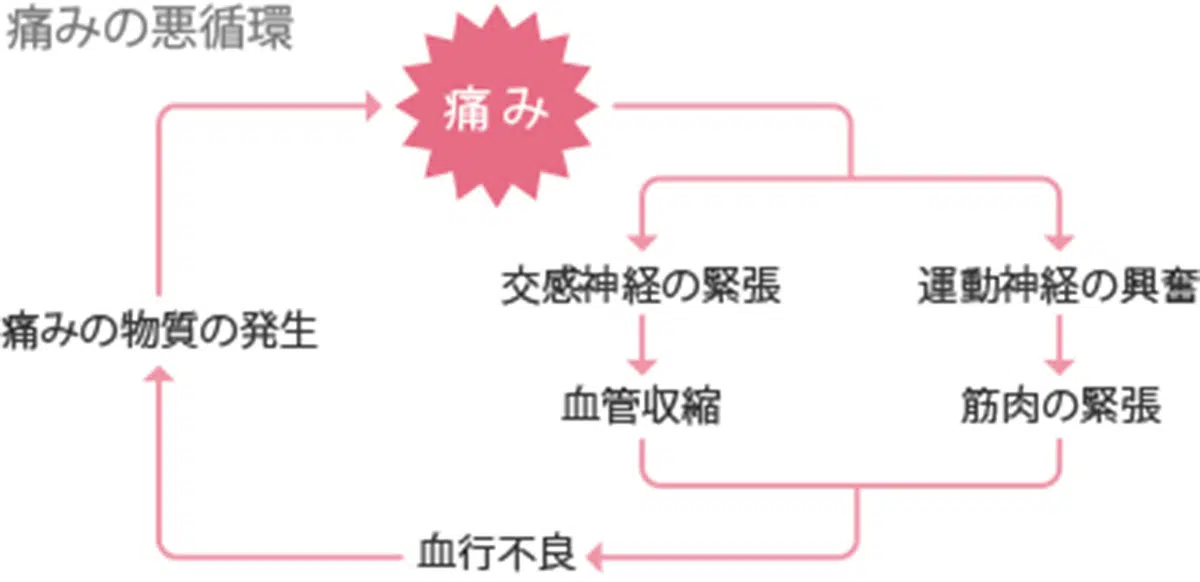 痛みの悪循環
痛み
交感神経の緊張
運動神経の興奮
痛みの物質の発生
血管収縮
筋肉の緊張
血行不良